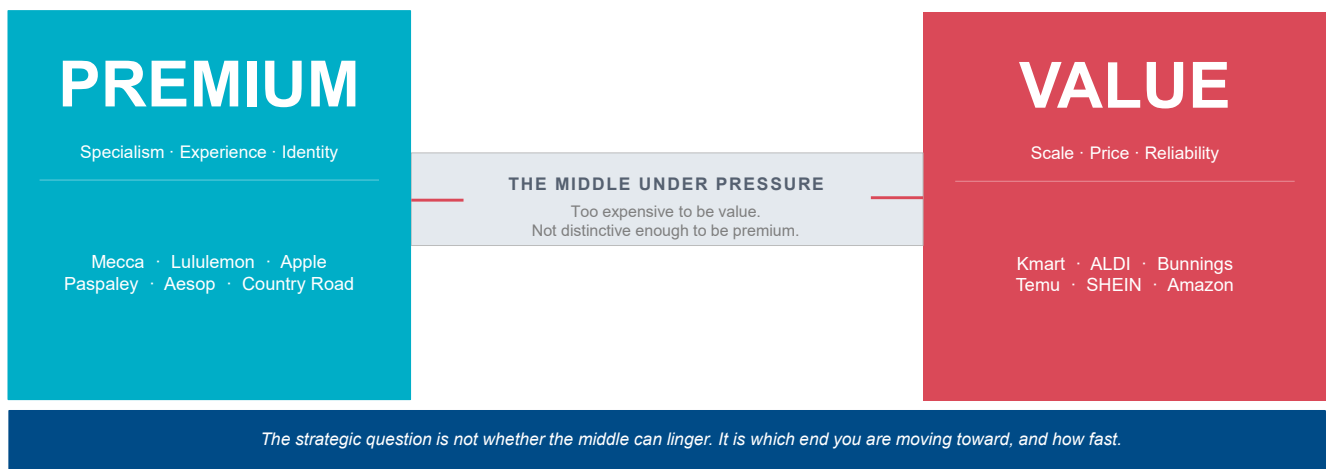 PREMIUM
Specialism · Experience · Identity
Mecca · Lululemon · Apple
Paspaley · Aesop · Country Road
THE MIDDLE UNDER PRESSURE
Too expensive to be value.
Not distinctive enough to be premium.
VALUE
Scale · Price · Reliability
Kmart · ALDI · Bunnings
Temu · SHEIN · Amazon
The strategic question is not whether the middle can linger. It is which end you are moving toward, and how fast.